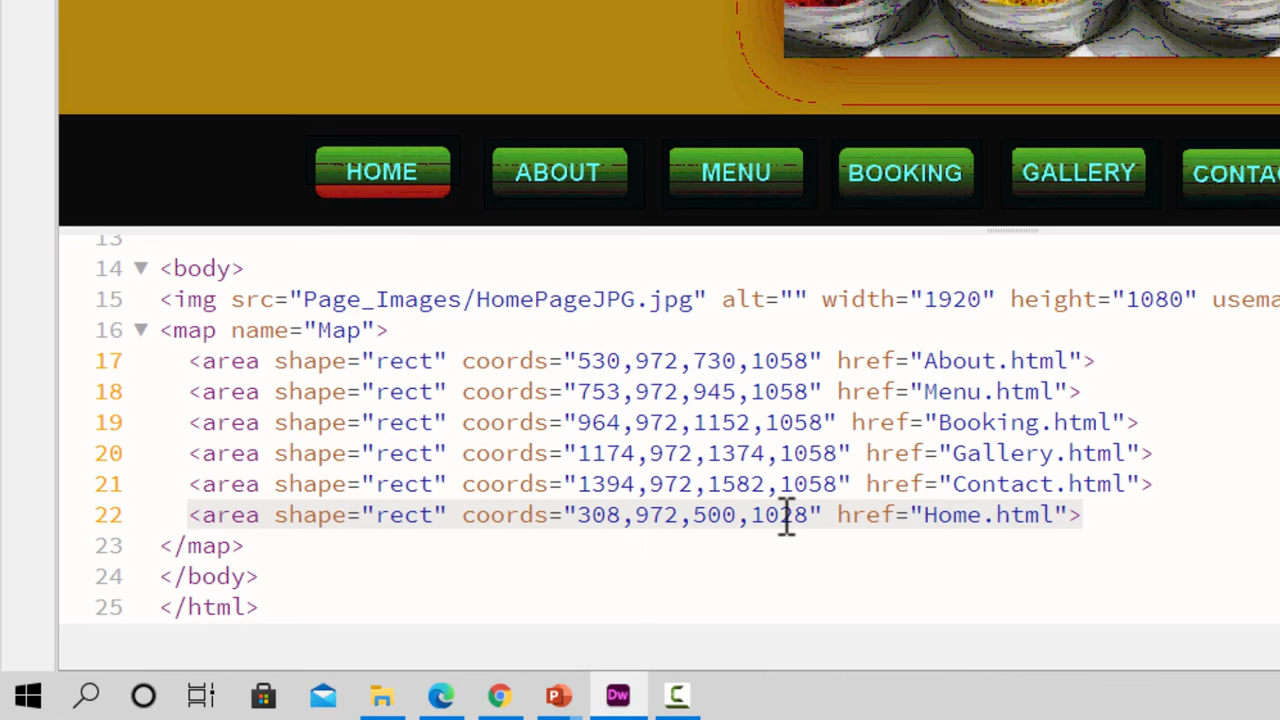 HOME ABOUT MENU BOOKING GALLERY CONTA
13
14 ▼ <body>
15 <img src="Page_Images/HomePageJPG.jpg" alt="" width="1920" height="1080" usema
16 ▼ <map name="Map">
17 <area shape="rect" coords="530,972,730,1058" href="About.html">
18 <area shape="rect" coords="753,972,945,1058" href="Menu.html">
19 <area shape="rect" coords="964,972,1152,1058" href="Booking.html">
20 <area shape="rect" coords="1174,972,1374,1058" href="Gallery.html">
21 <area shape="rect" coords="1394,972,1582,1058" href="Contact.html">
22 <area shape="rect" coords="308,972,500,1028" href="Home.html">
23 </map>
24 </body>
25 </html>
Dw